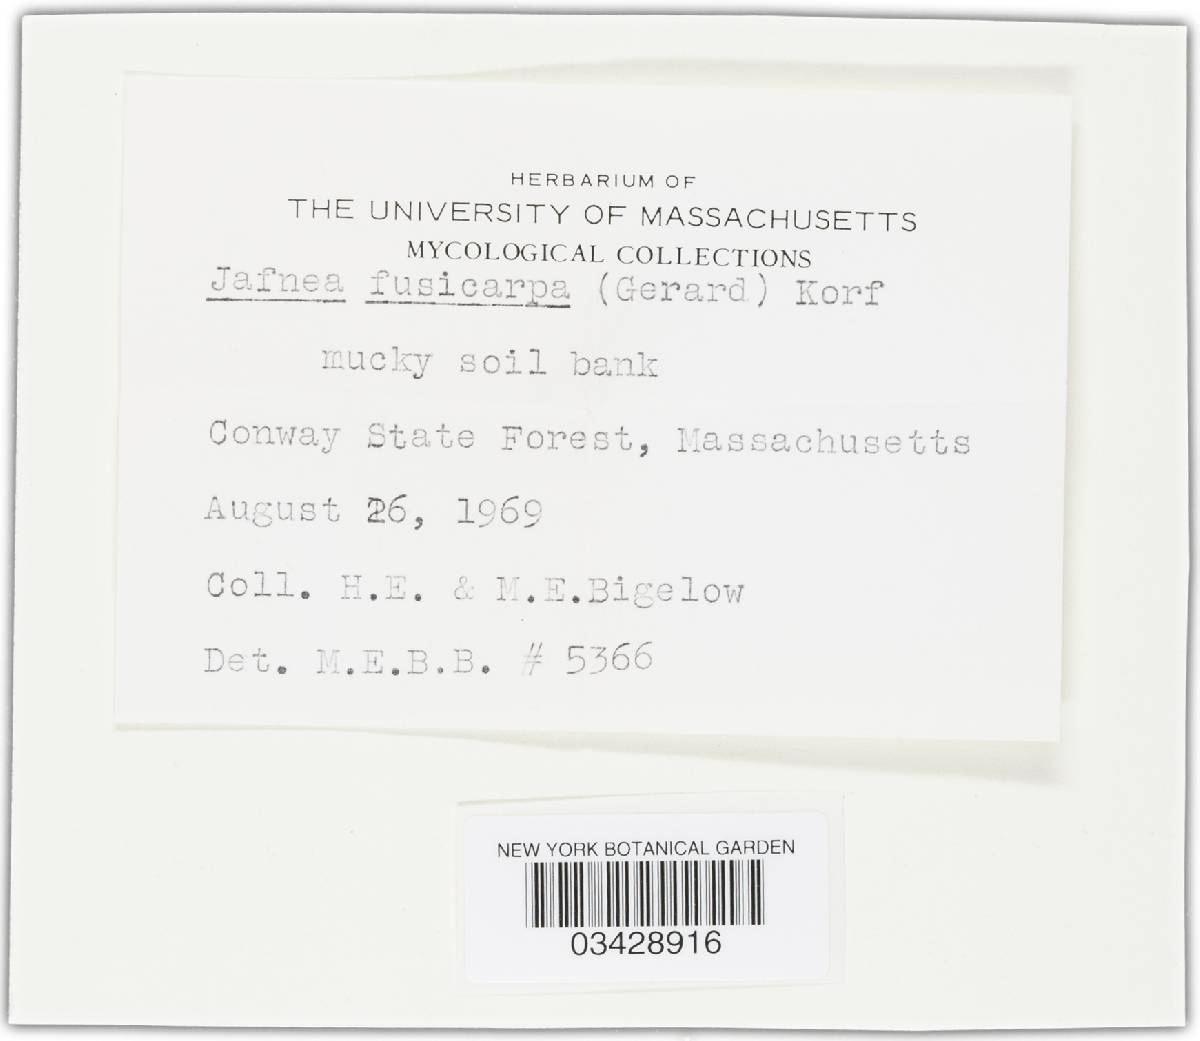 HERBARIUM OF
THE UNIVERSITY OF MASSACHUSETTS
MYCOLOGICAL COLLECTIONS
Jafnea fusicarpa (Gerard) Korf
mucky soil bank
Conway State Forest, Massachusetts
August 26, 1969
Coll. H.E. & M.E.Bigelow
Det. M.E.B.B. # 5366
NEW YORK BOTANICAL GARDEN
03428916